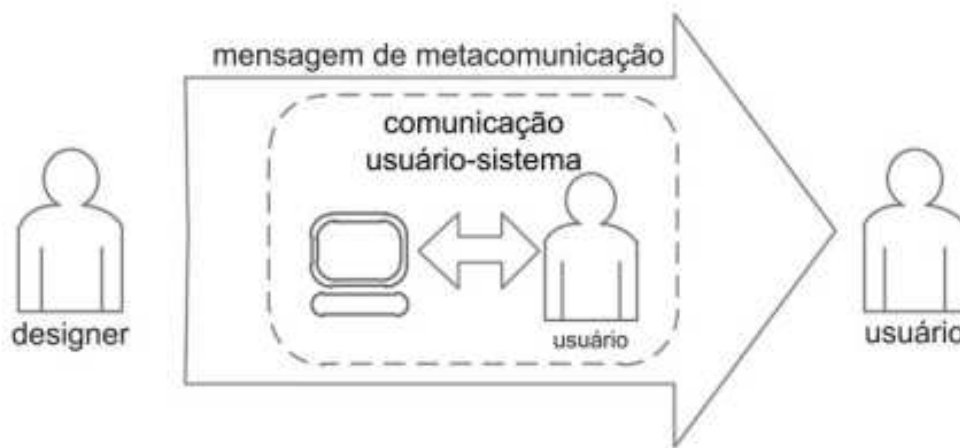 mensagem de metacomunicação
comunicação
usuário-sistema
designer
usuário
usuário